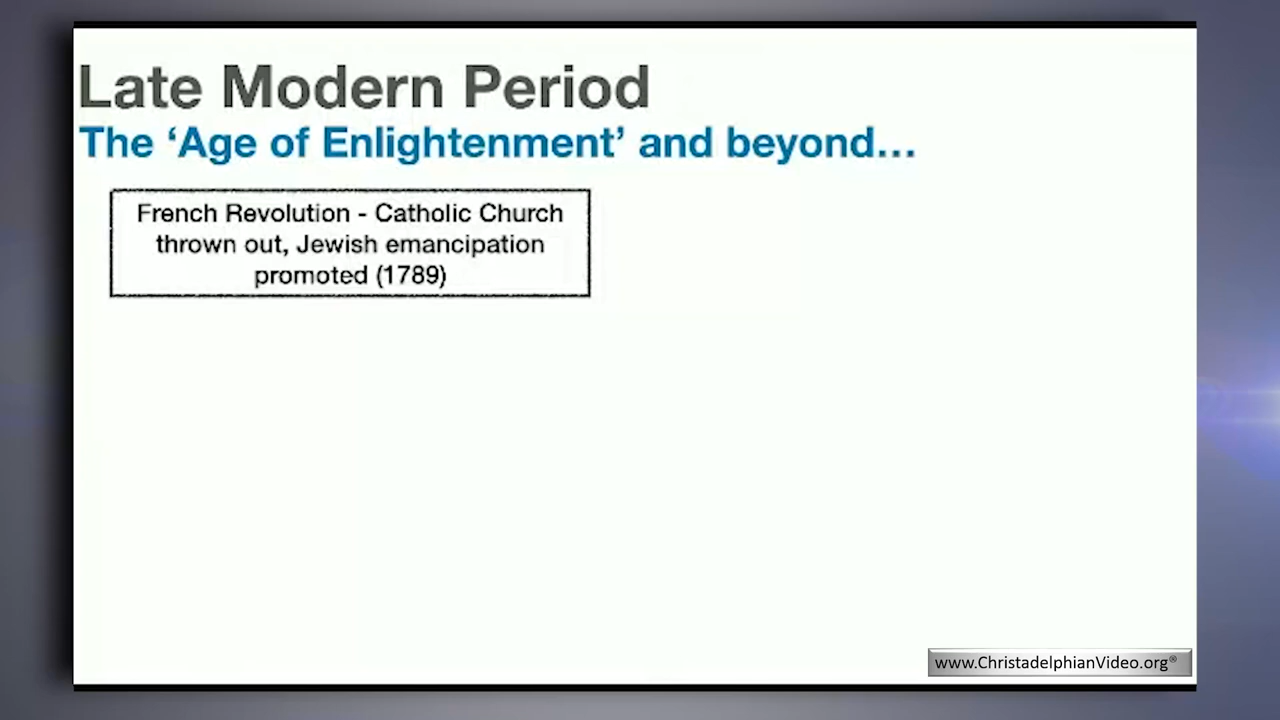 Late Modern Period
The ‘Age of Enlightenment’ and beyond…
French Revolution - Catholic Church
thrown out, Jewish emancipation
promoted (1789)
www.ChristadelphianVideo.org®